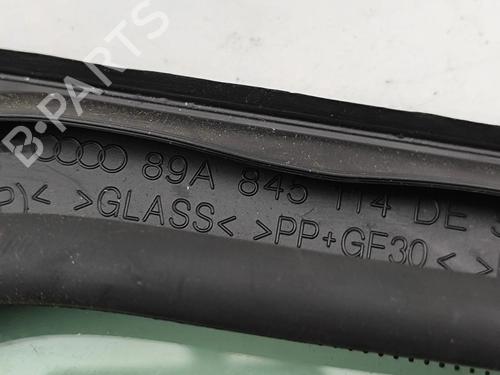 B-PARTS
89A 845 114 DE
P)< >GLASS< >PP+GF30< >